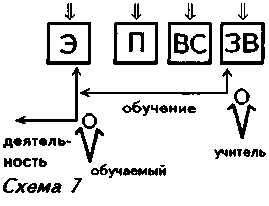 Э П ВС ЗВ
обучение
деятель-
ность
обучаемый
учитель
Схема 7